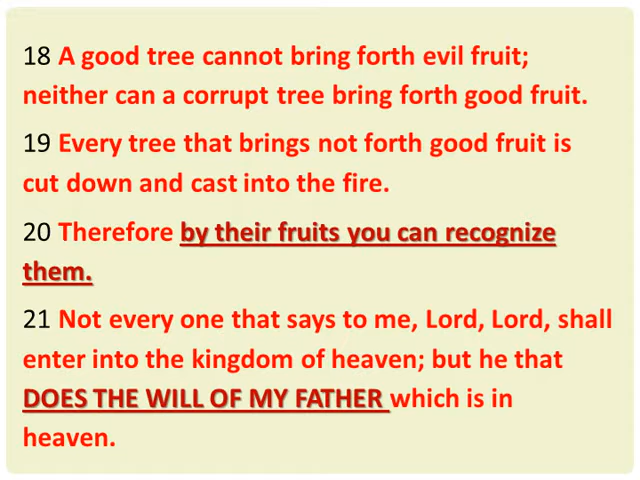 18 A good tree cannot bring forth evil fruit;
neither can a corrupt tree bring forth good fruit.
19 Every tree that brings not forth good fruit is
cut down and cast into the fire.
20 Therefore by their fruits you can recognize
them.
21 Not every one that says to me, Lord, Lord, shall
enter into the kingdom of heaven; but he that
DOES THE WILL OF MY FATHER which is in
heaven.